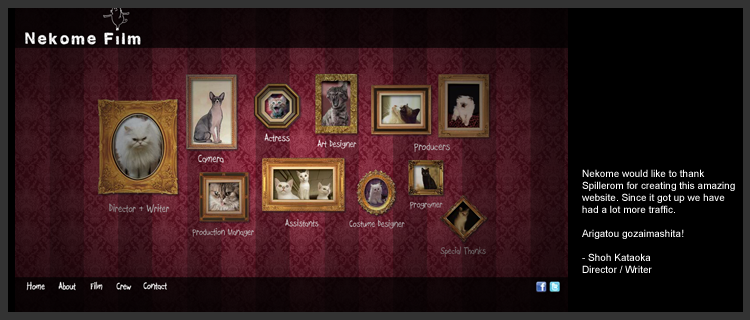 Nekome Film
Camera
Actress
Art Designer
Producers
Director + Writer
Production Manager
Assistants
Costume Designer
Programer
Special Thanks
Home About Film Crew Contact
Nekome would like to thank
Spillerom for creating this amazing
website. Since it got up we have
had a lot more traffic.
Arigatou gozaimashita!
- Shoh Kataoka
Director / Writer